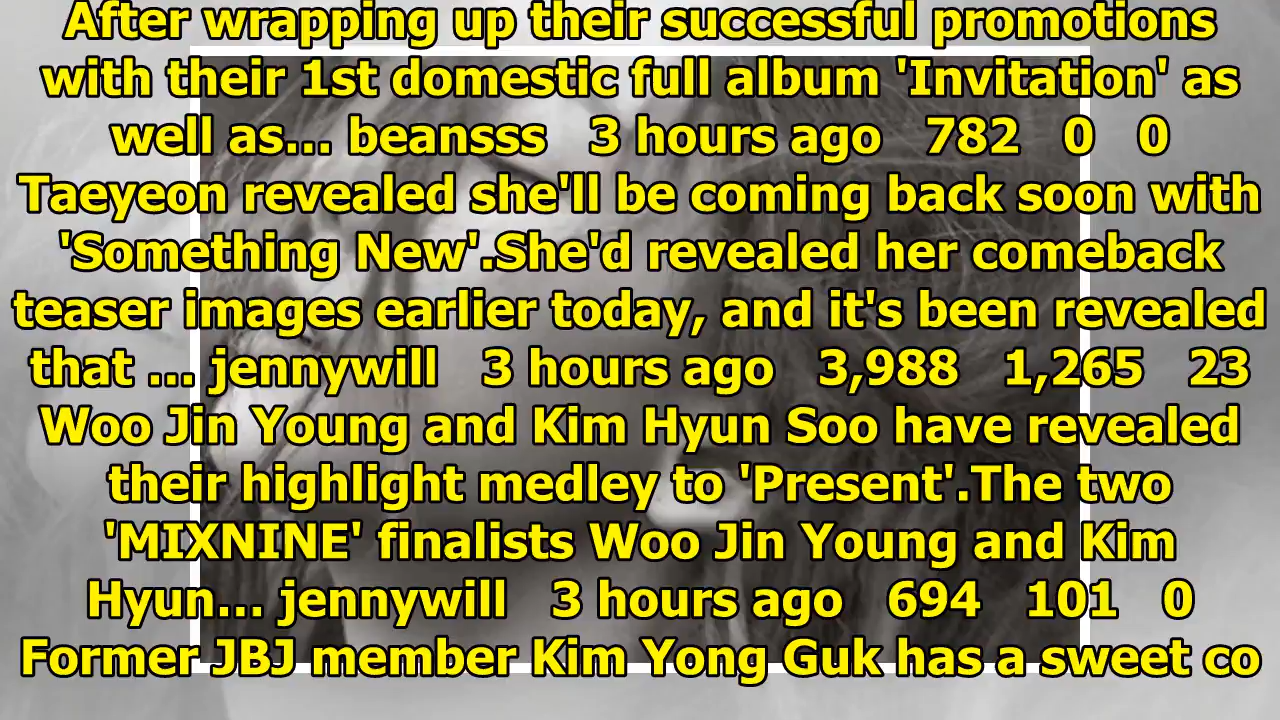 After wrapping up their successful promotions
with their 1st domestic full album 'Invitation' as
well as... beansss 3 hours ago 782 0 0
Taeyeon revealed she'll be coming back soon with
'Something New'.She'd revealed her comeback
teaser images earlier today, and it's been revealed
that ... jennywill 3 hours ago 3,988 1,265 23
Woo Jin Young and Kim Hyun Soo have revealed
their highlight medley to 'Present'.The two
'MIXNINE' finalists Woo Jin Young and Kim
Hyun... jennywill 3 hours ago 694 101 0
Former JBJ member Kim Yong Guk has a sweet co